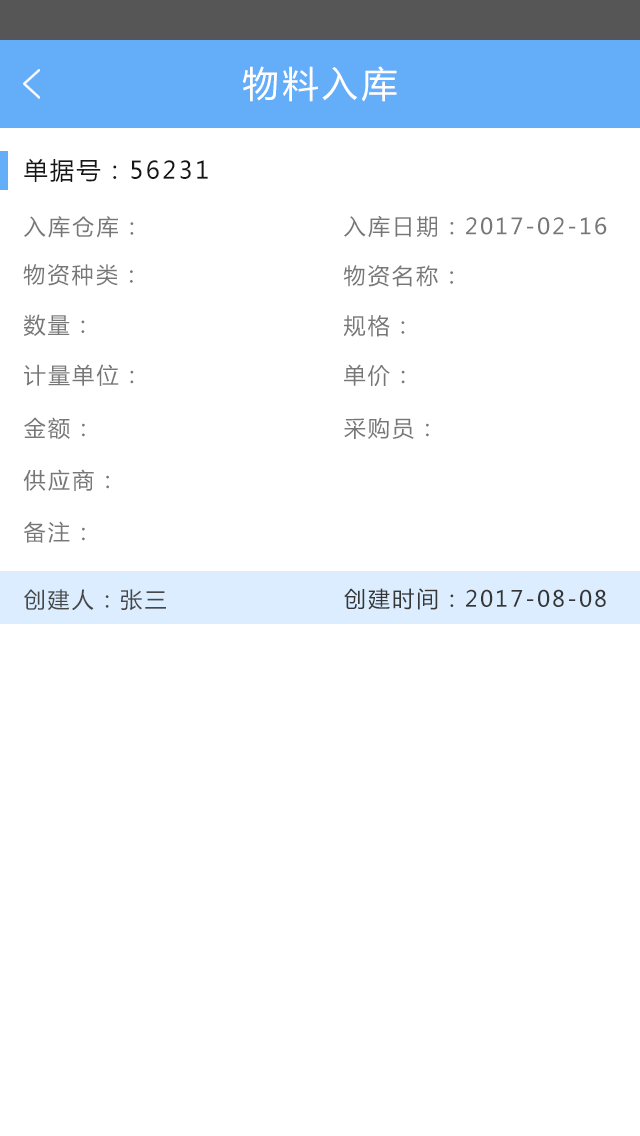 物料入库
单据号：56231
入库仓库： 入库日期：2017-02-16
物资种类： 物资名称：
数量： 规格：
计量单位： 单价：
金额： 采购员：
供应商：
备注：
创建人：张三 创建时间：2017-08-08